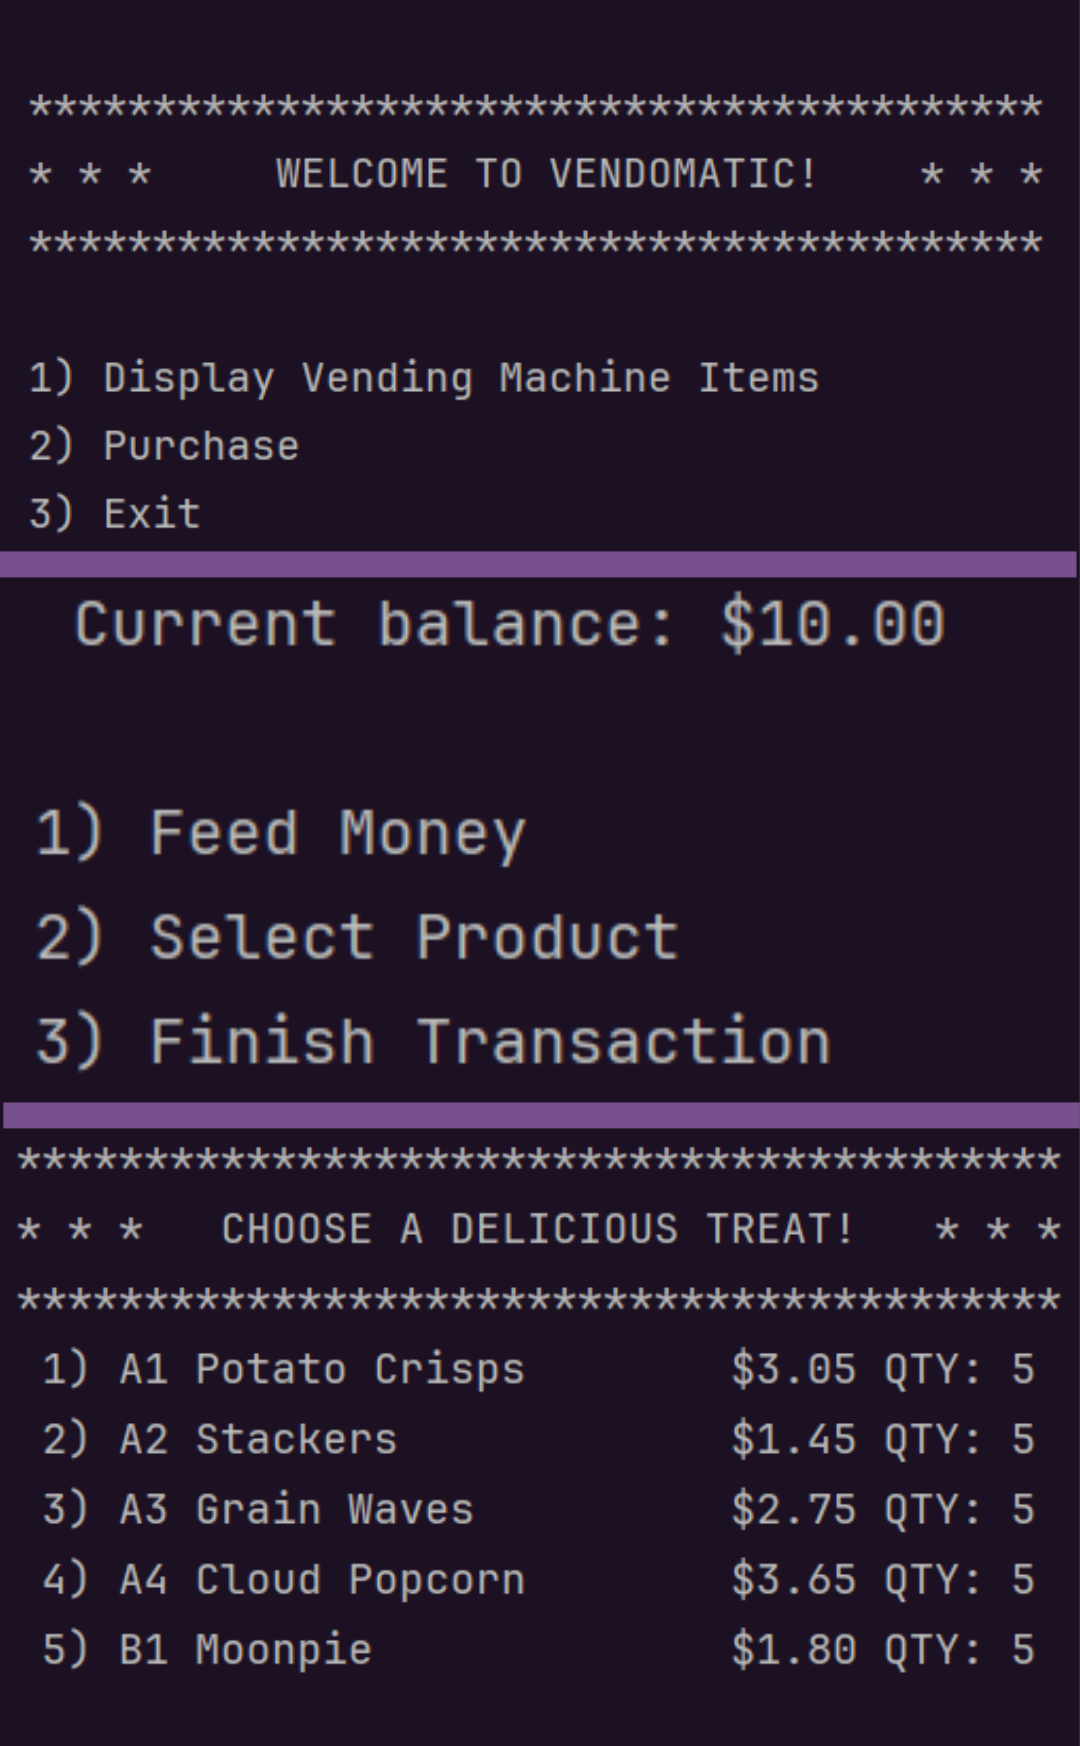 *****************************************
* * *     WELCOME TO VENDOMATIC!    * * *
*****************************************
1) Display Vending Machine Items
2) Purchase
3) Exit
Current balance: $10.00
1) Feed Money
2) Select Product
3) Finish Transaction
*****************************************
* * *   CHOOSE A DELICIOUS TREAT!   * * *
*****************************************
1) A1 Potato Crisps        $3.05 QTY: 5
2) A2 Stackers             $1.45 QTY: 5
3) A3 Grain Waves          $2.75 QTY: 5
4) A4 Cloud Popcorn        $3.65 QTY: 5
5) B1 Moonpie              $1.80 QTY: 5